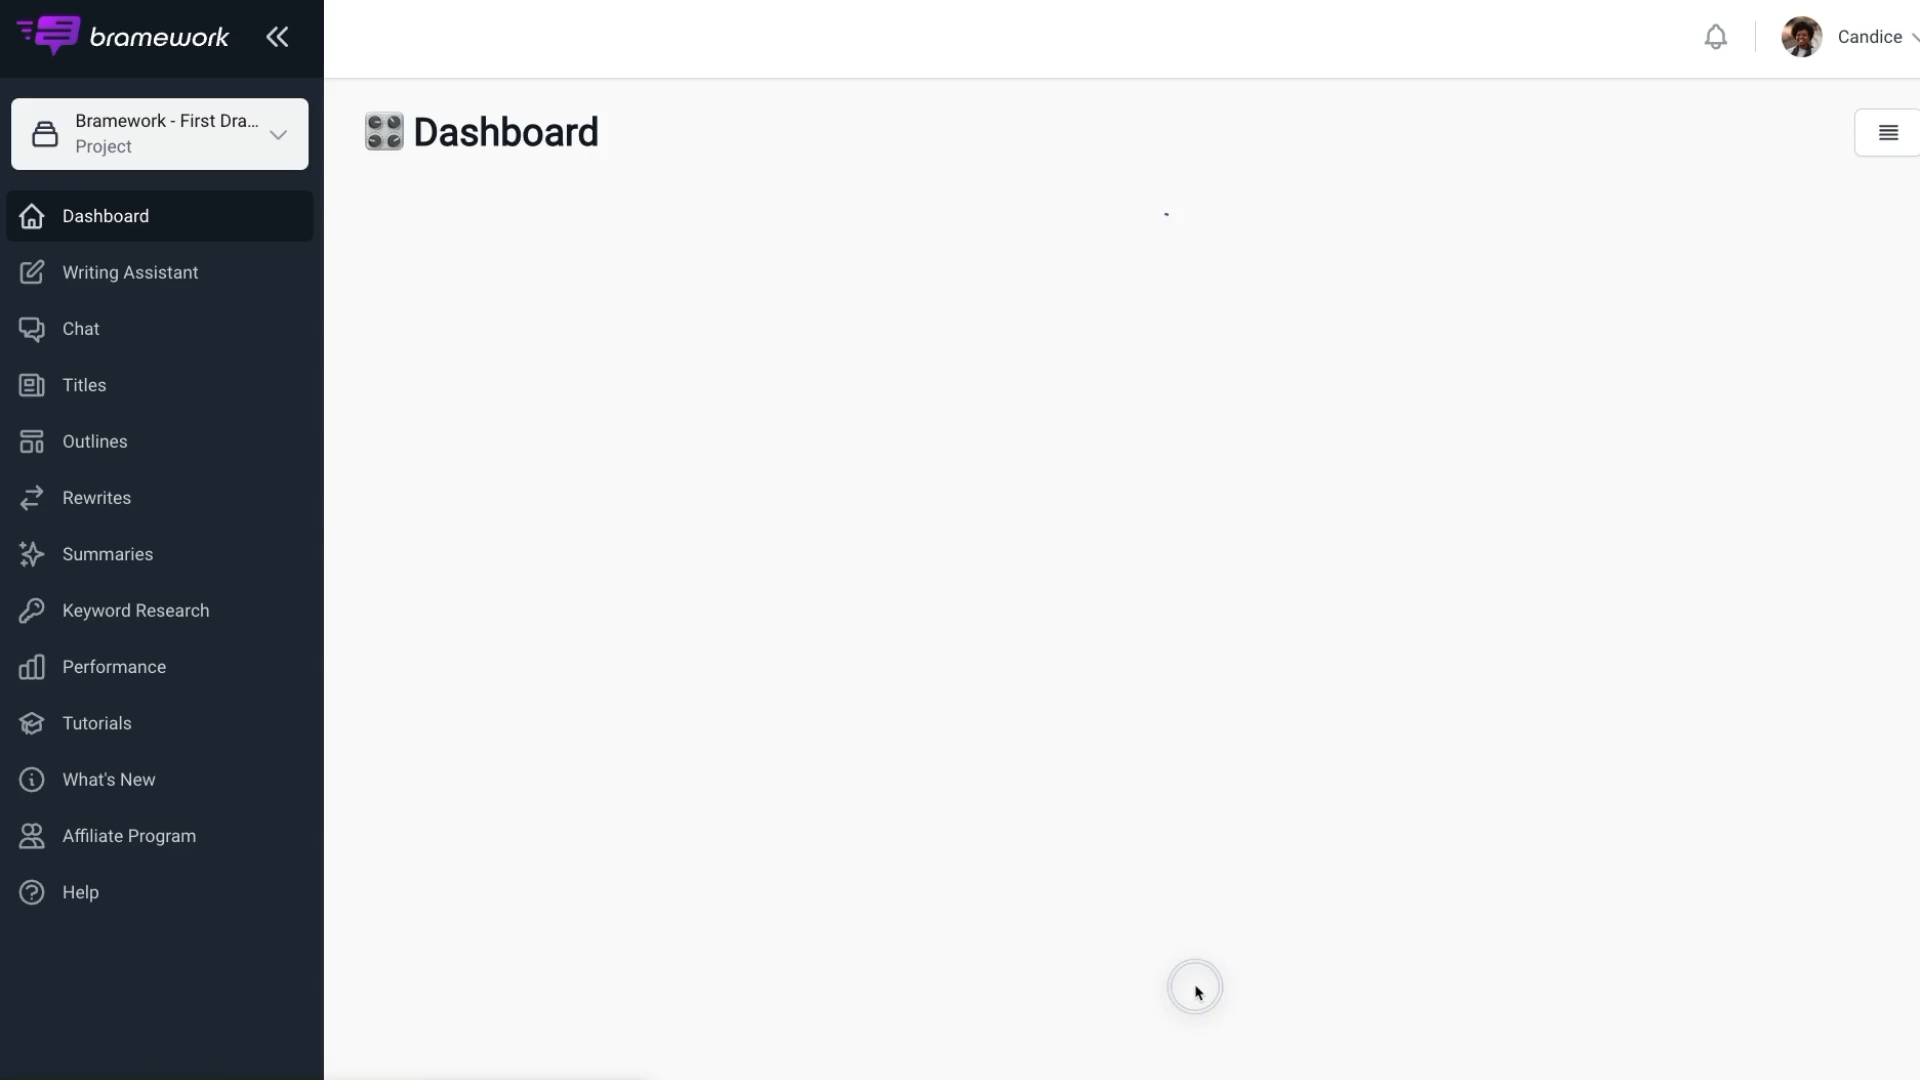 bramework
Candice
Bramework - First Dra...
Project
Dashboard
Dashboard
Writing Assistant
Chat
Titles
Outlines
Rewrites
Summaries
Keyword Research
Performance
Tutorials
What's New
Affiliate Program
Help